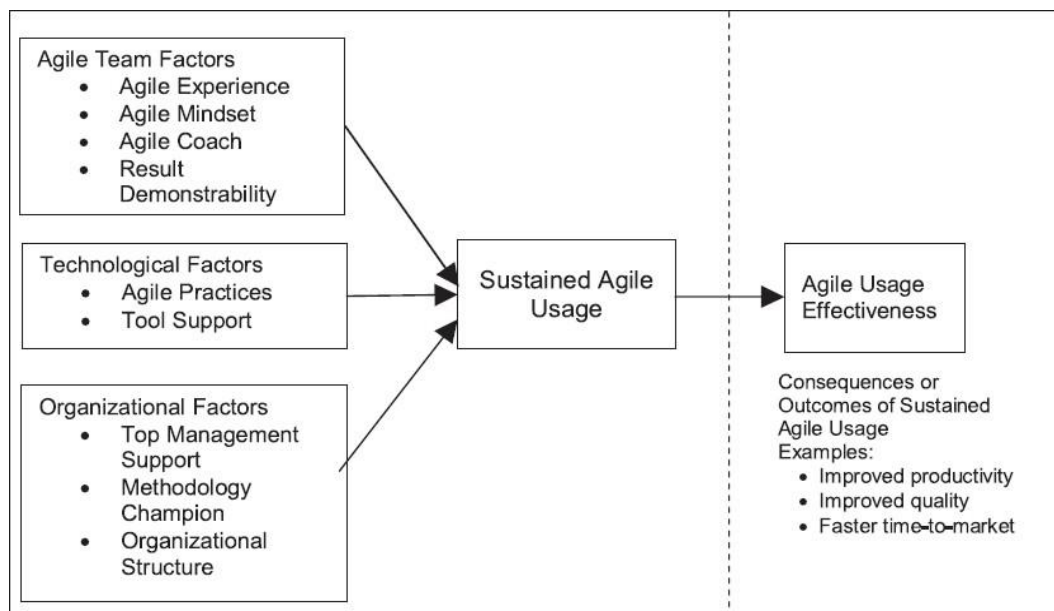 Agile Team Factors
• Agile Experience
• Agile Mindset
• Agile Coach
• Result
Demonstrability
Technological Factors
• Agile Practices
• Tool Support
Organizational Factors
• Top Management
Support
• Methodology
Champion
• Organizational
Structure
Sustained Agile
Usage
Agile Usage
Effectiveness
Consequences or
Outcomes of Sustained
Agile Usage
Examples:
• Improved productivity
• Improved quality
• Faster time-to-market